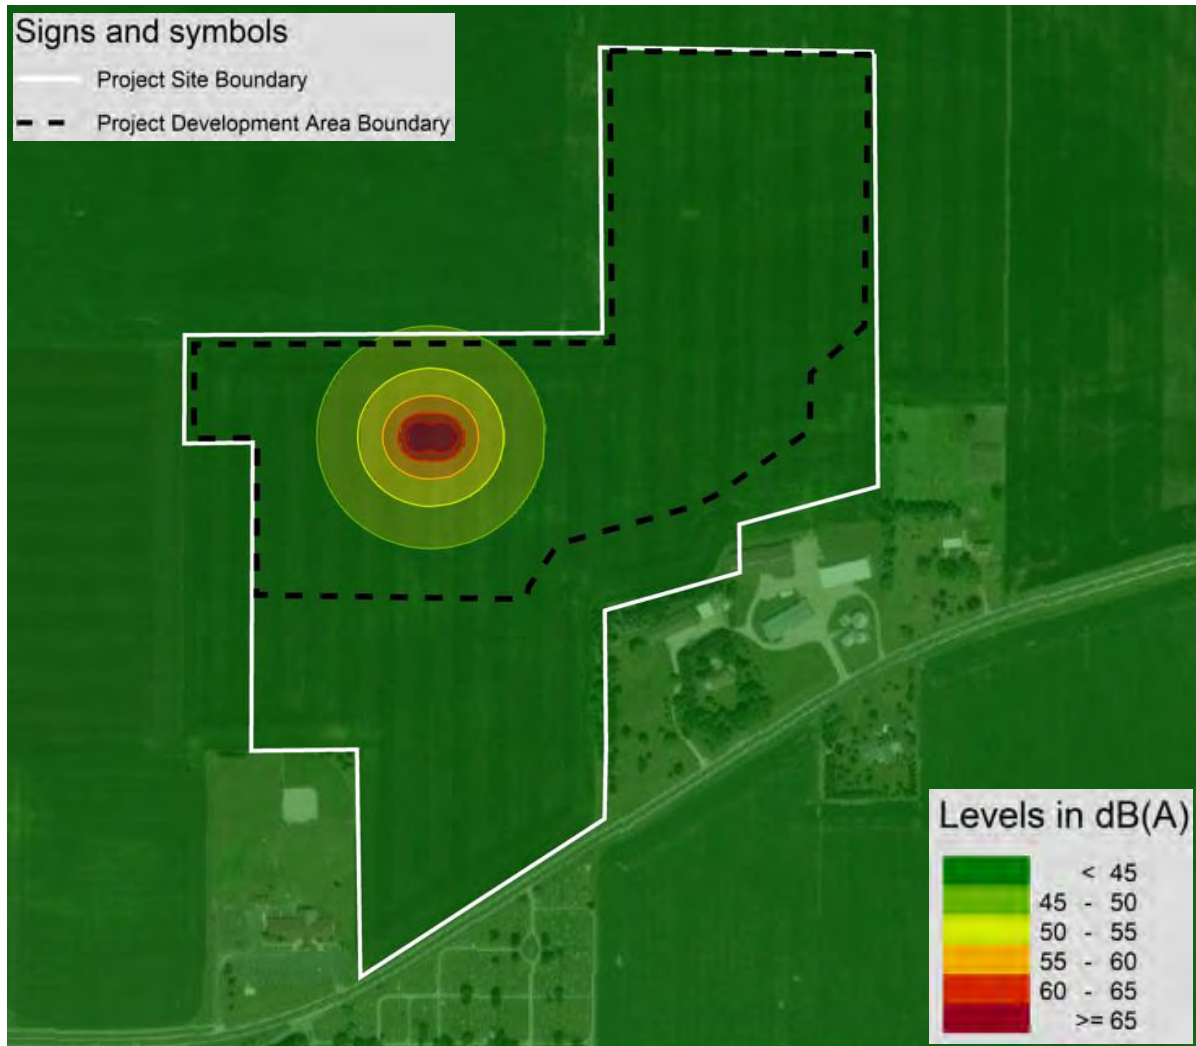 Signs and symbols
Project Site Boundary
Project Development Area Boundary
Levels in dB(A)
< 45
45 - 50
50 - 55
55 - 60
60 - 65
>= 65